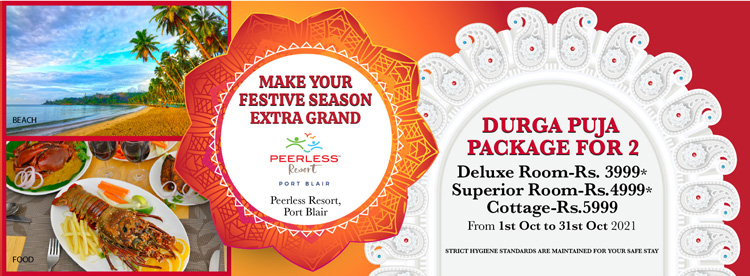 BEACH
FOOD
MAKE YOUR
FESTIVE SEASON
EXTRA GRAND
PEERLESS™
Resort
PORT BLAIR
Peerless Resort,
Port Blair
DURGA PUJA
PACKAGE FOR 2
Deluxe Room-Rs. 3999*
Superior Room-Rs.4999*
Cottage-Rs.5999
From 1st Oct to 31st Oct 2021
STRICT HYGIENE STANDARDS ARE MAINTAINED FOR YOUR SAFE STAY